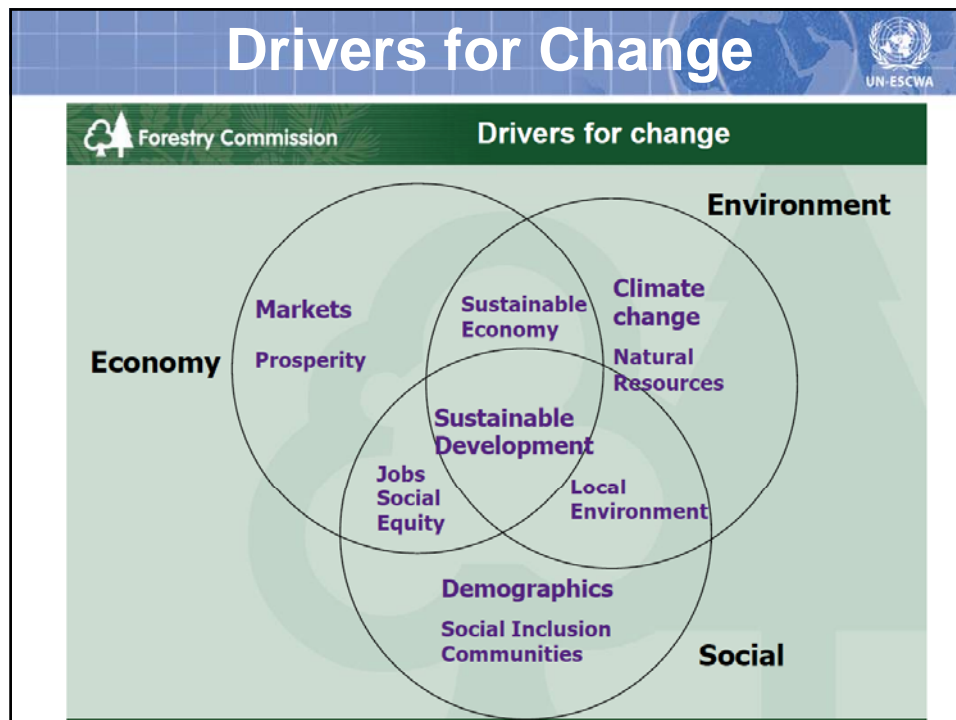 Drivers for Change
UN-ESCWA
Forestry Commission
Drivers for change
Environment
Economy
Markets
Prosperity
Sustainable
Economy
Climate
change
Natural
Resources
Sustainable
Development
Jobs
Social
Equity
Local
Environment
Demographics
Social Inclusion
Communities
Social